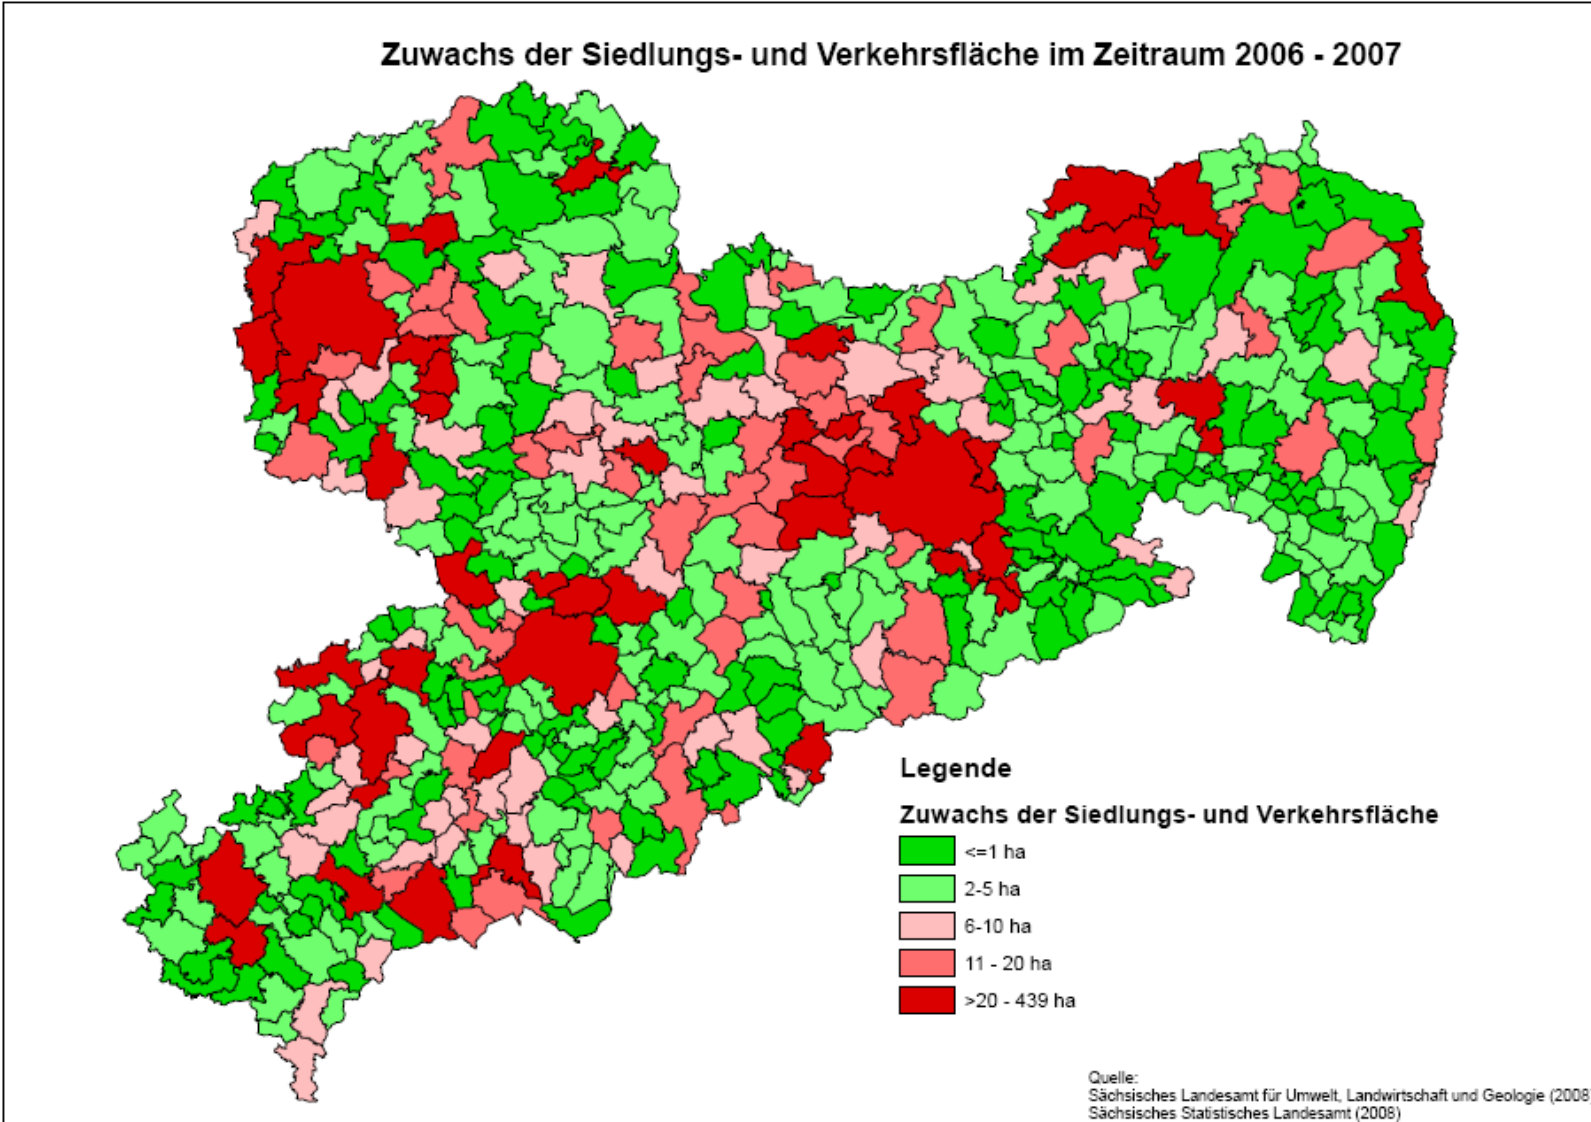 Zuwachs der Siedlungs- und Verkehrsfläche im Zeitraum 2006 - 2007
Legende
Zuwachs der Siedlungs- und Verkehrsfläche
<=1 ha
2-5 ha
6-10 ha
11 - 20 ha
>20 - 439 ha
Quelle:
Sächsisches Landesamt für Umwelt, Landwirtschaft und Geologie (2008
Sächsisches Statistisches Landesamt (2008)